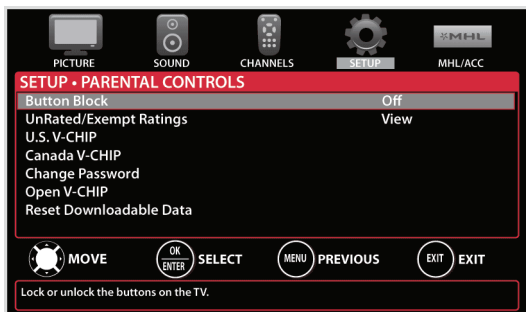 MHL
PICTURE SOUND CHANNELS SETUP MHL/ACC
SETUP • PARENTAL CONTROLS
Button Block Off
UnRated/Exempt Ratings View
U.S. V-CHIP
Canada V-CHIP
Change Password
Open V-CHIP
Reset Downloadable Data
MOVE OK ENTER SELECT MENU PREVIOUS EXIT EXIT
Lock or unlock the buttons on the TV.